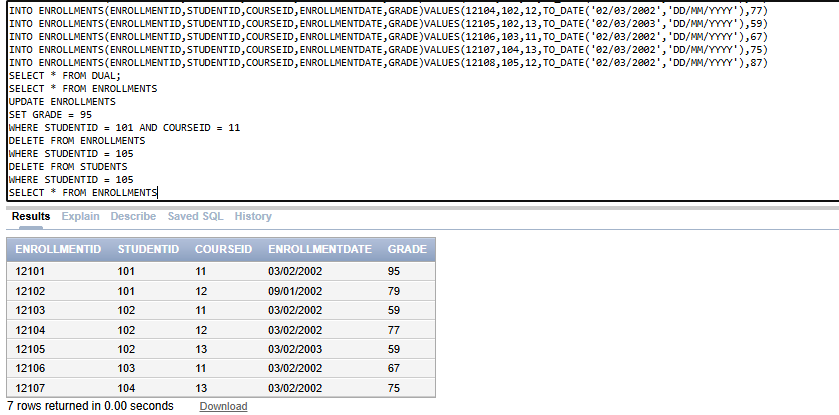 INTO ENROLLMENTS(ENROLLMENTID,STUDENTID,COURSEID,ENROLLMENTDATE,GRADE)VALUES(12104,102,12,TO_DATE('02/03/2002','DD/MM/YYYY'),77)
INTO ENROLLMENTS(ENROLLMENTID,STUDENTID,COURSEID,ENROLLMENTDATE,GRADE)VALUES(12105,102,13,TO_DATE('02/03/2003','DD/MM/YYYY'),59)
INTO ENROLLMENTS(ENROLLMENTID,STUDENTID,COURSEID,ENROLLMENTDATE,GRADE)VALUES(12106,103,11,TO_DATE('02/03/2002','DD/MM/YYYY'),67)
INTO ENROLLMENTS(ENROLLMENTID,STUDENTID,COURSEID,ENROLLMENTDATE,GRADE)VALUES(12107,104,13,TO_DATE('02/03/2002','DD/MM/YYYY'),75)
INTO ENROLLMENTS(ENROLLMENTID,STUDENTID,COURSEID,ENROLLMENTDATE,GRADE)VALUES(12108,105,12,TO_DATE('02/03/2002','DD/MM/YYYY'),87)
SELECT * FROM DUAL;
SELECT * FROM ENROLLMENTS
UPDATE ENROLLMENTS
SET GRADE = 95
WHERE STUDENTID = 101 AND COURSEID = 11
DELETE FROM ENROLLMENTS
WHERE STUDENTID = 105
DELETE FROM STUDENTS
WHERE STUDENTID = 105
SELECT * FROM ENROLLMENTS
Results Explain Describe Saved SQL History
ENROLLMENTID STUDENTID COURSEID ENROLLMENTDATE GRADE
12101 101 11 03/02/2002 95
12102 101 12 09/01/2002 79
12103 102 11 03/02/2002 59
12104 102 12 03/02/2002 77
12105 102 13 03/02/2003 59
12106 103 11 03/02/2002 67
12107 104 13 03/02/2002 75
7 rows returned in 0.00 seconds Download